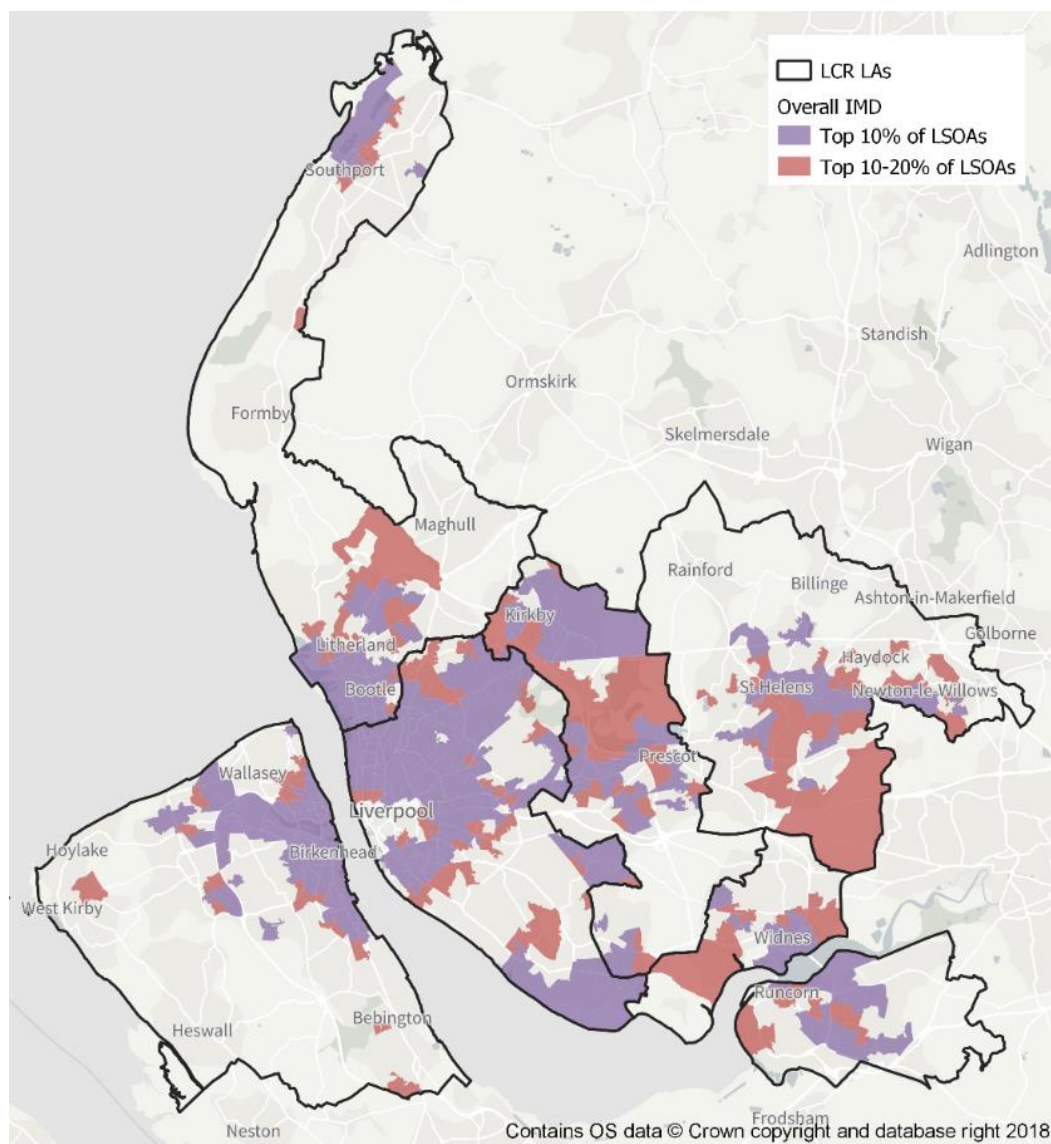 LCR LAs
Overall IMD
Top 10% of LSOAs
Top 10-20% of LSOAs
Southport
Adlington
Standish
Ormskirk
Formby
Skelmersdale
Wigan
Maghull
Rainford
Billinge
Ashton-in-Makerfield
Kirkby
Golborne
Litherland
Haydock
Bootle
St Helens
Newton-le-Willows
Prescot
Wallasey
Liverpool
Hoylake
Birkenhead
West Kirby
Widnes
Runcorn
Bebington
Heswall
Frodsham
Neston
Contains OS data © Crown copyright and database right 2018